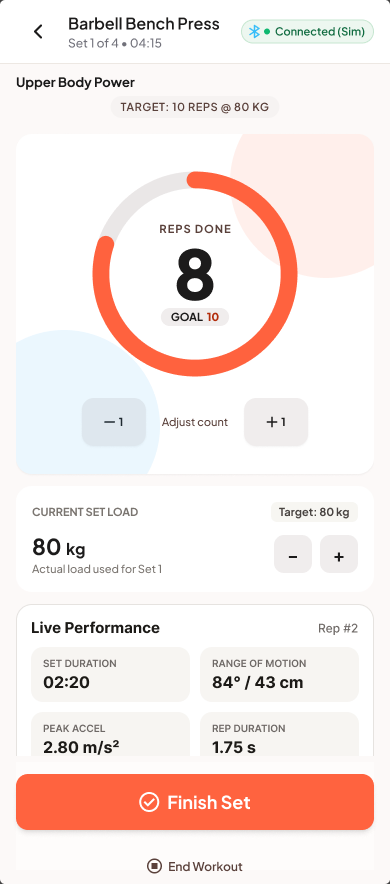 Barbell Bench Press
Set 1 of 4 • 04:15
Connected (Sim)
Upper Body Power
TARGET: 10 REPS @ 80 KG
REPS DONE
8
GOAL 10
− 1
Adjust count
+ 1
CURRENT SET LOAD
Target: 80 kg
80 kg
Actual load used for Set 1
−
+
Live Performance
Rep #2
SET DURATION
02:20
RANGE OF MOTION
84° / 43 cm
PEAK ACCEL
2.80 m/s²
REP DURATION
1.75 s
Finish Set
End Workout